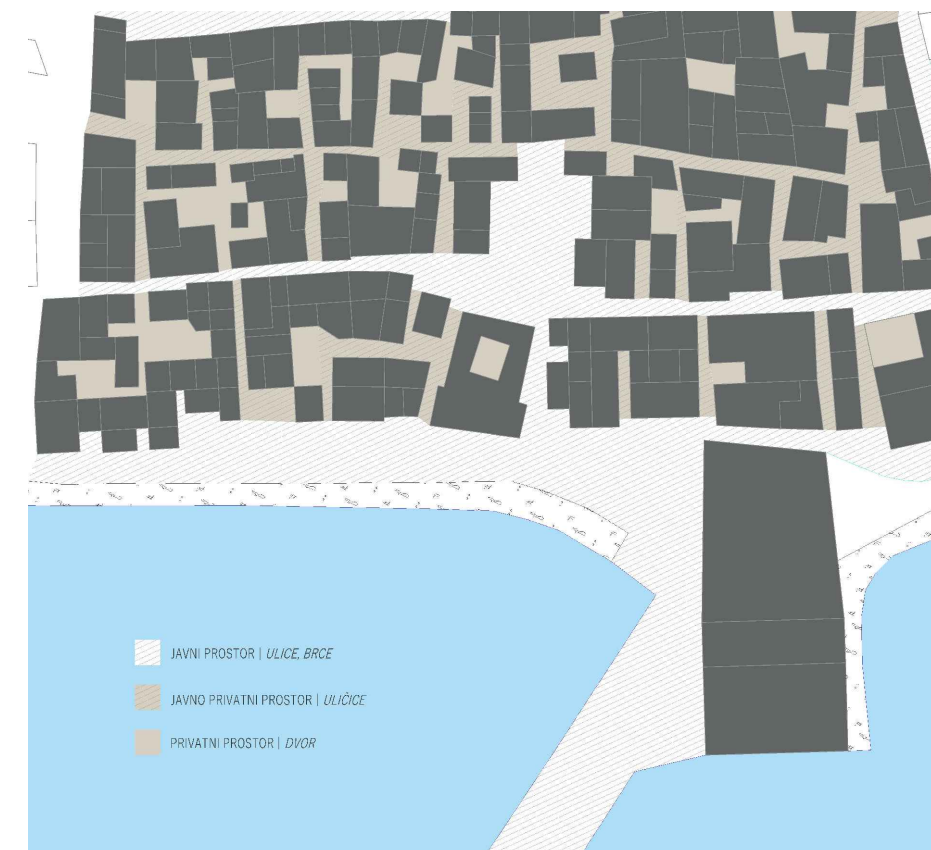 JAVNI PROSTOR | ULICE, BRCE
JAVNO PRIVATNI PROSTOR | ULIČICE
PRIVATNI PROSTOR | DVOR